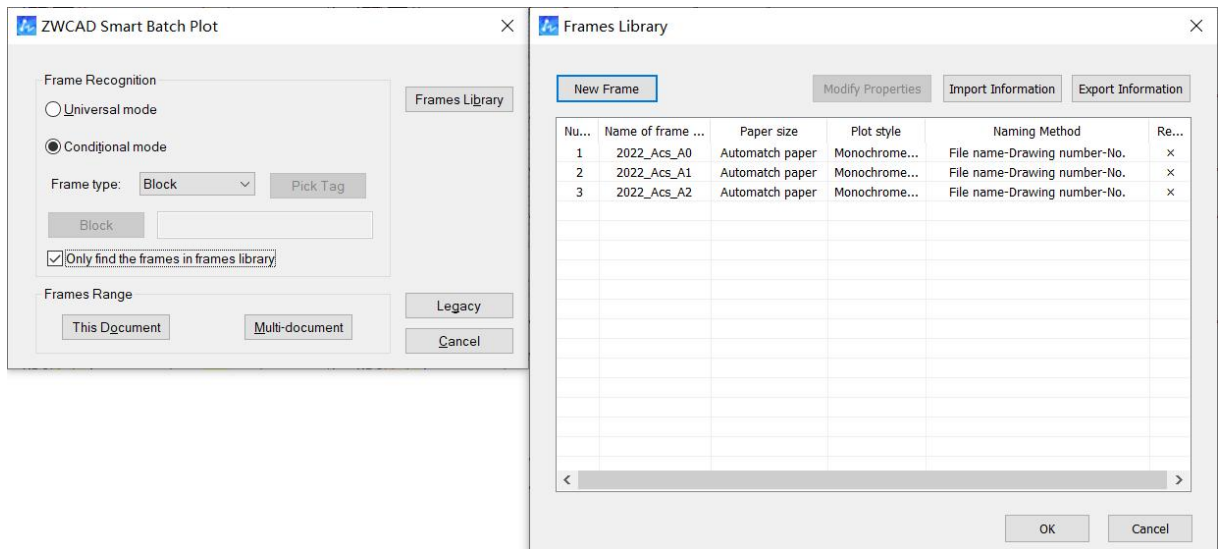 ZWCAD Smart Batch Plot
Frame Recognition
Universal mode
Conditional mode
Frame type: Block Pick Tag
Block
Only find the frames in frames library
Frames Library
Frames Range
This Document Multi-document
Legacy
Cancel
Frames Library
New Frame Modify Properties Import Information Export Information
Nu... Name of frame ... Paper size Plot style Naming Method Re...
1 2022_Acs_A0 Automatch paper Monochrome... File name-Drawing number-No. ×
2 2022_Acs_A1 Automatch paper Monochrome... File name-Drawing number-No. ×
3 2022_Acs_A2 Automatch paper Monochrome... File name-Drawing number-No. ×
OK Cancel